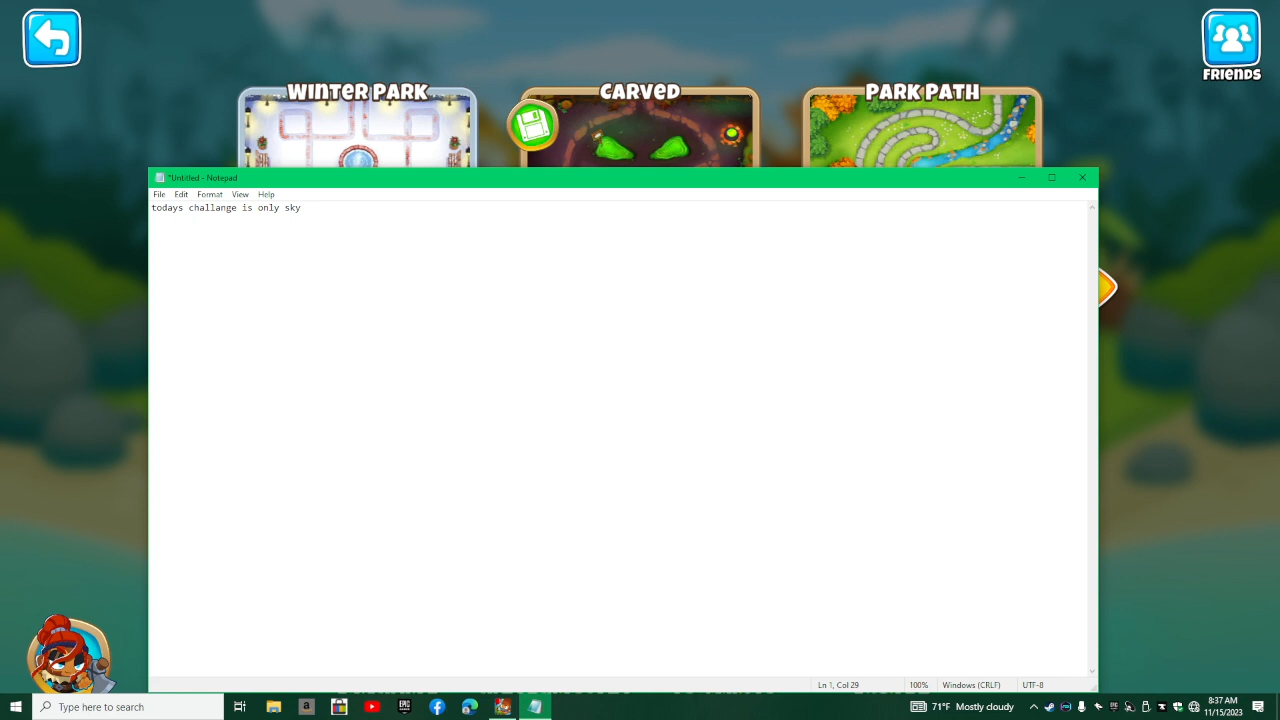 FRIENDS
WINTER PARK
CARVED
PARK PATH
*Untitled - Notepad
File Edit Format View Help
todays challange is only sky
Ln 1, Col 29
100%
Windows (CRLF)
UTF-8
Type here to search
a
EPIC
71°F Mostly cloudy
8:37 AM
11/15/2023